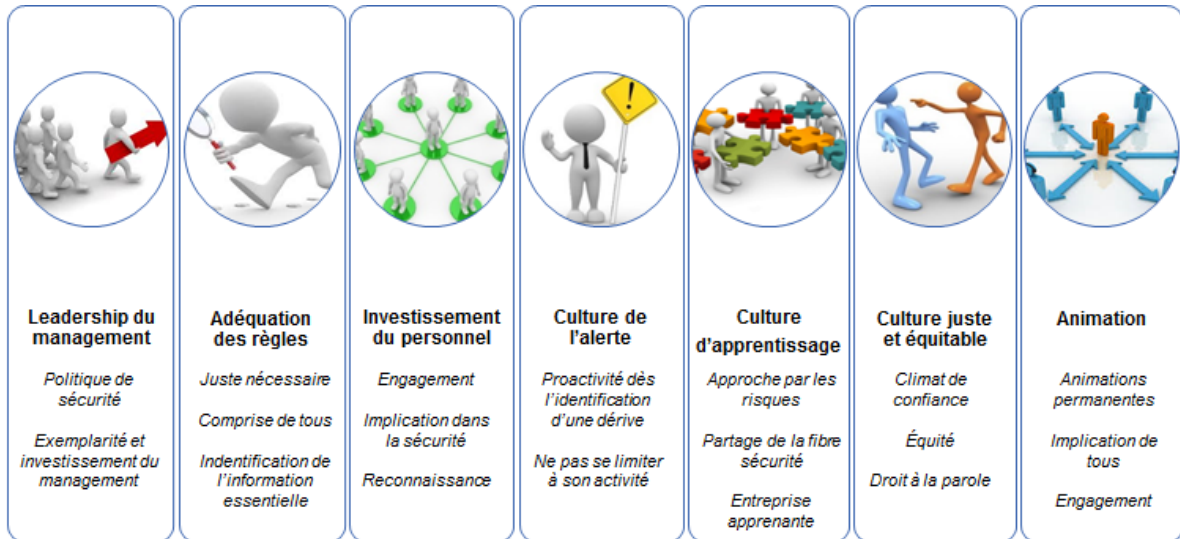 Leadership du
management
Politique de
sécurité
Exemplarité et
investissement du
management
Adéquation
des règles
Juste nécessaire
Comprise de tous
Indentification de
l'information
essentielle
Investissement
du personnel
Engagement
Implication dans
la sécurité
Reconnaissance
Culture de
l'alerte
Proactivité dès
l'identification
d'une dérive
Ne pas se limiter
à son activité
Culture
d'apprentissage
Approche par les
risques
Partage de la fibre
sécurité
Entreprise
apprenante
Culture juste
et équitable
Climat de
confiance
Équité
Droit à la parole
Animation
Animations
permanentes
Implication de
tous
Engagement